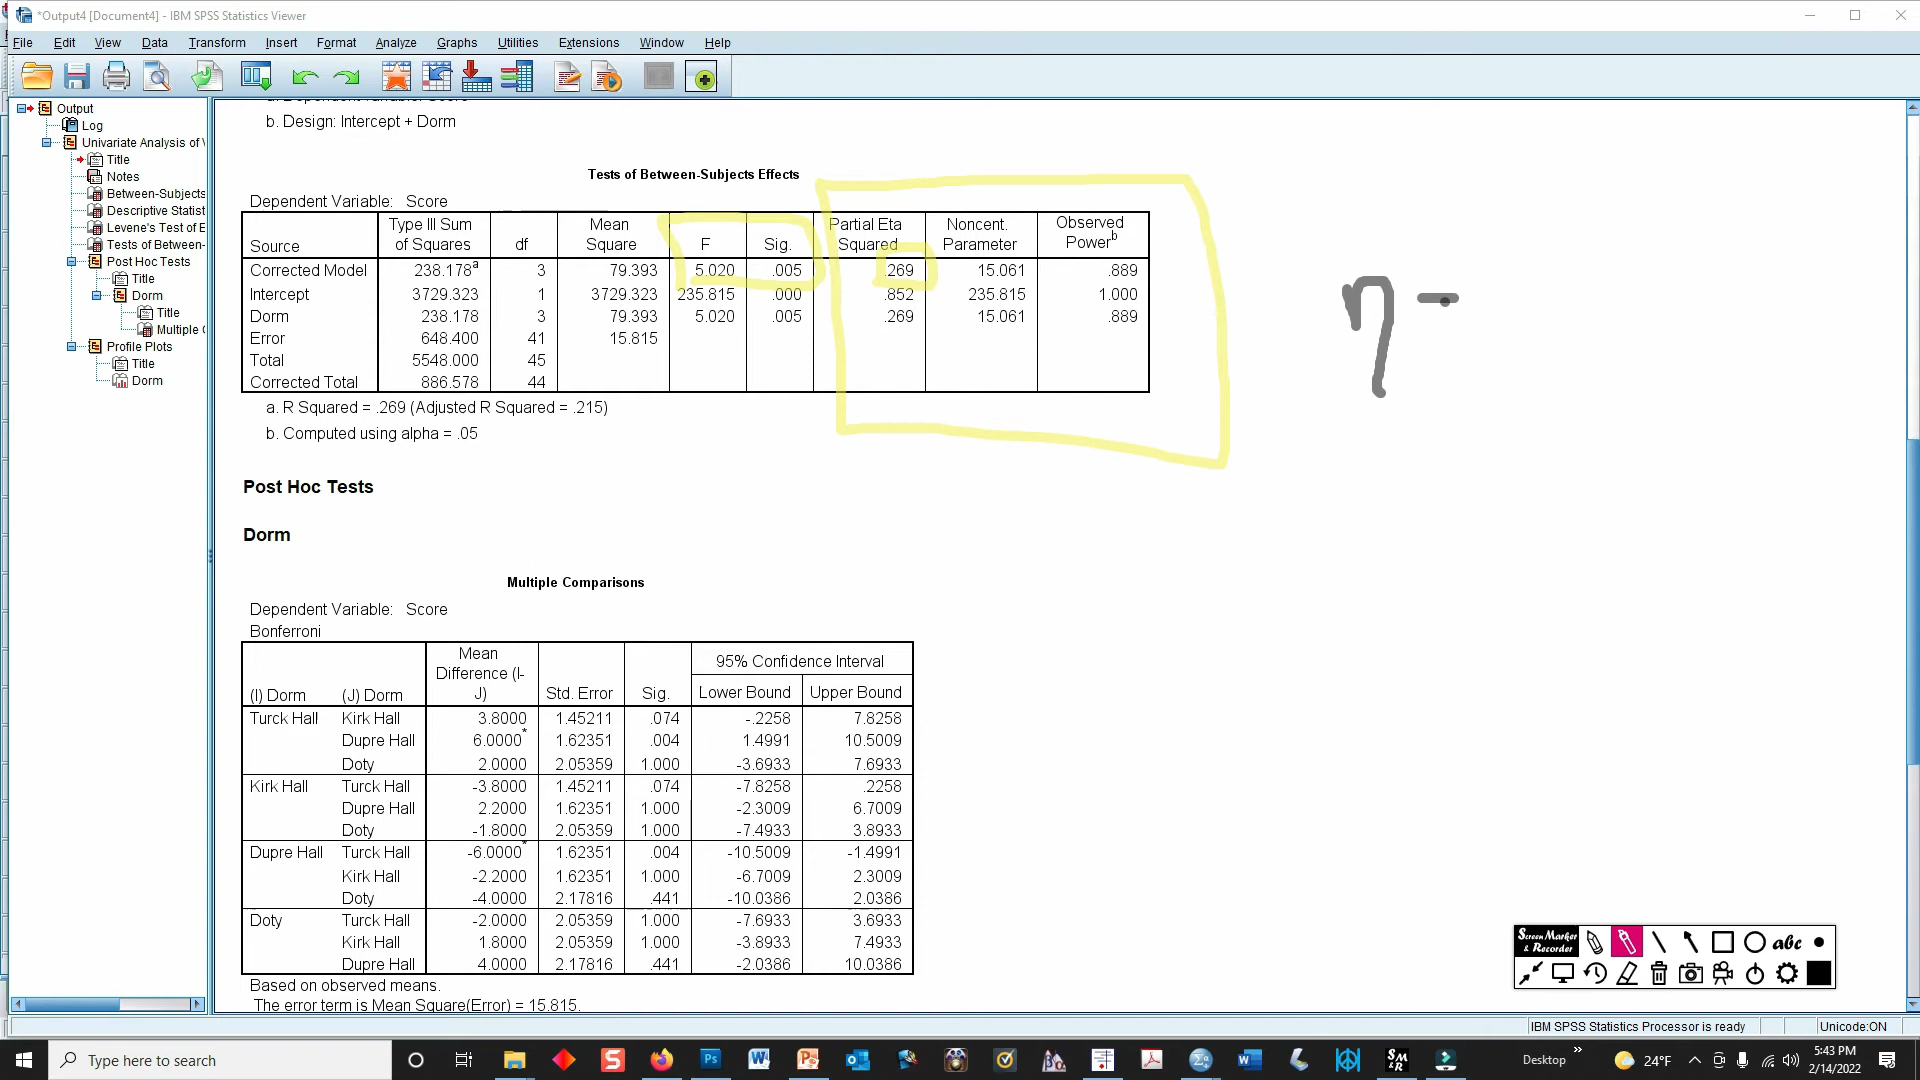 *Output4 [Document4] - IBM SPSS Statistics Viewer
File Edit View Data Transform Insert Format Analyze Graphs Utilities Extensions Window Help
Output
Log
Univariate Analysis of
Title
Notes
Between-Subjects
Descriptive Statist
Levene's Test of E
Tests of Between-
Post Hoc Tests
Title
Dorm
Title
Multiple
Profile Plots
Title
Dorm
b. Design: Intercept + Dorm
Tests of Between-Subjects Effects
Dependent Variable: Score
Source Type III Sum of Squares df Mean Square F Sig. Partial Eta Squared Noncent. Parameter Observed Power b
Corrected Model 238.178a 3 79.393 5.020 .005 .269 15.061 .889
Intercept 3729.323 1 3729.323 235.815 .000 .852 235.815 1.000
Dorm 238.178 3 79.393 5.020 .005 .269 15.061 .889
Error 648.400 41 15.815
Total 5548.000 45
Corrected Total 886.578 44
a. R Squared = .269 (Adjusted R Squared = .215)
b. Computed using alpha = .05
η
Post Hoc Tests
Dorm
Multiple Comparisons
Dependent Variable: Score
Bonferroni
(I) Dorm (J) Dorm Mean Difference (I-J) Std. Error Sig. 95% Confidence Interval
Lower Bound Upper Bound
Turck Hall Kirk Hall 3.8000 1.45211 .074 -.2258 7.8258
Dupre Hall 6.0000* 1.62351 .004 1.4991 10.5009
Doty 2.0000 2.05359 1.000 -3.6933 7.6933
Kirk Hall Turck Hall -3.8000 1.45211 .074 -7.8258 .2258
Dupre Hall 2.2000 1.62351 1.000 -2.3009 6.7009
Doty -1.8000 2.05359 1.000 -7.4933 3.8933
Dupre Hall Turck Hall -6.0000* 1.62351 .004 -10.5009 -1.4991
Kirk Hall -2.2000 1.62351 1.000 -6.7009 2.3009
Doty -4.0000 2.17816 .441 -10.0386 2.0386
Doty Turck Hall -2.0000 2.05359 1.000 -7.6933 3.6933
Kirk Hall 1.8000 2.05359 1.000 -3.8933 7.4933
Dupre Hall 4.0000 2.17816 .441 -2.0386 10.0386
Based on observed means.
The error term is Mean Square(Error) = 15.815.
Screen Marker & Recorder
abc
IBM SPSS Statistics Processor is ready Unicode:ON
Type here to search
Desktop
24°F
5:43 PM
2/14/2022